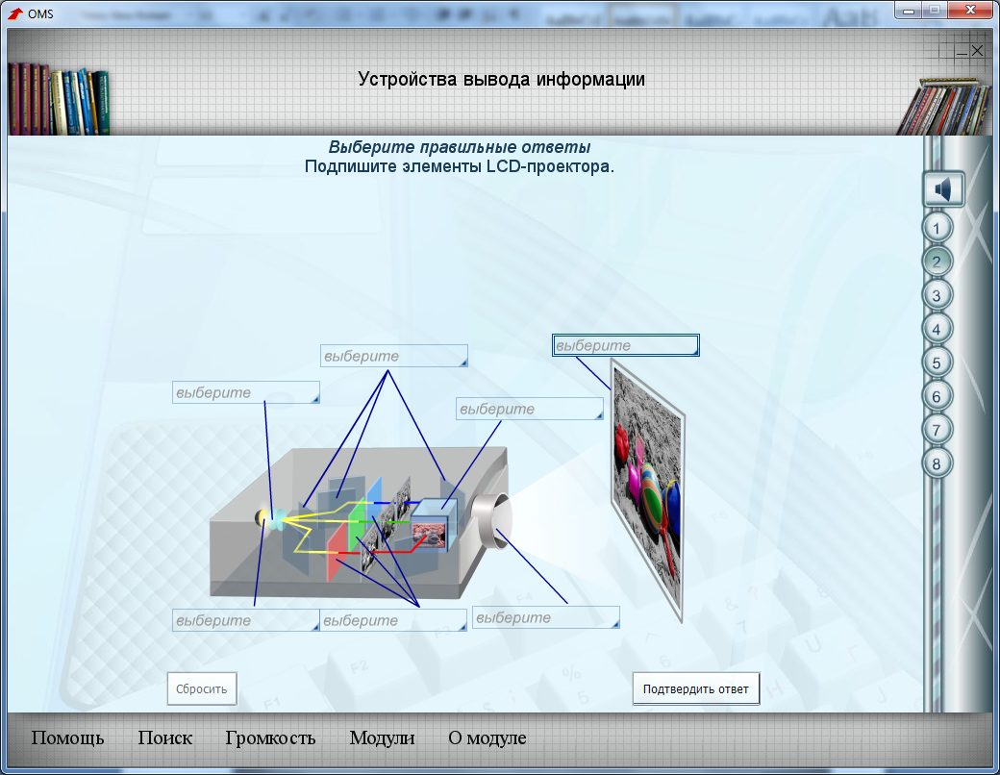 OMS
Устройства вывода информации
Выберите правильные ответы
Подпишите элементы LCD-проектора.
1
2
3
4
5
6
7
8
выберите
выберите
выберите
выберите
выберите
выберите
выберите
Сбросить
Подтвердить ответ
Помощь Поиск Громкость Модули О модуле